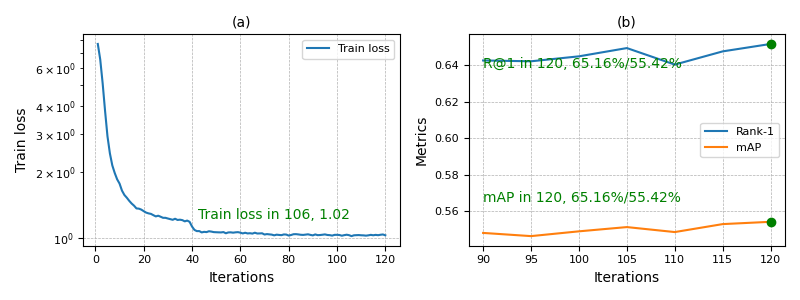 (a)
Train loss
6 × 10⁰
4 × 10⁰
3 × 10⁰
2 × 10⁰
10⁰
Train loss
Train loss in 106, 1.02
0 20 40 60 80 100 120
Iterations
(b)
Metrics
0.64
0.62
0.60
0.58
0.56
R@1 in 120, 65.16%/55.42%
Rank-1
mAP
mAP in 120, 65.16%/55.42%
90 95 100 105 110 115 120
Iterations